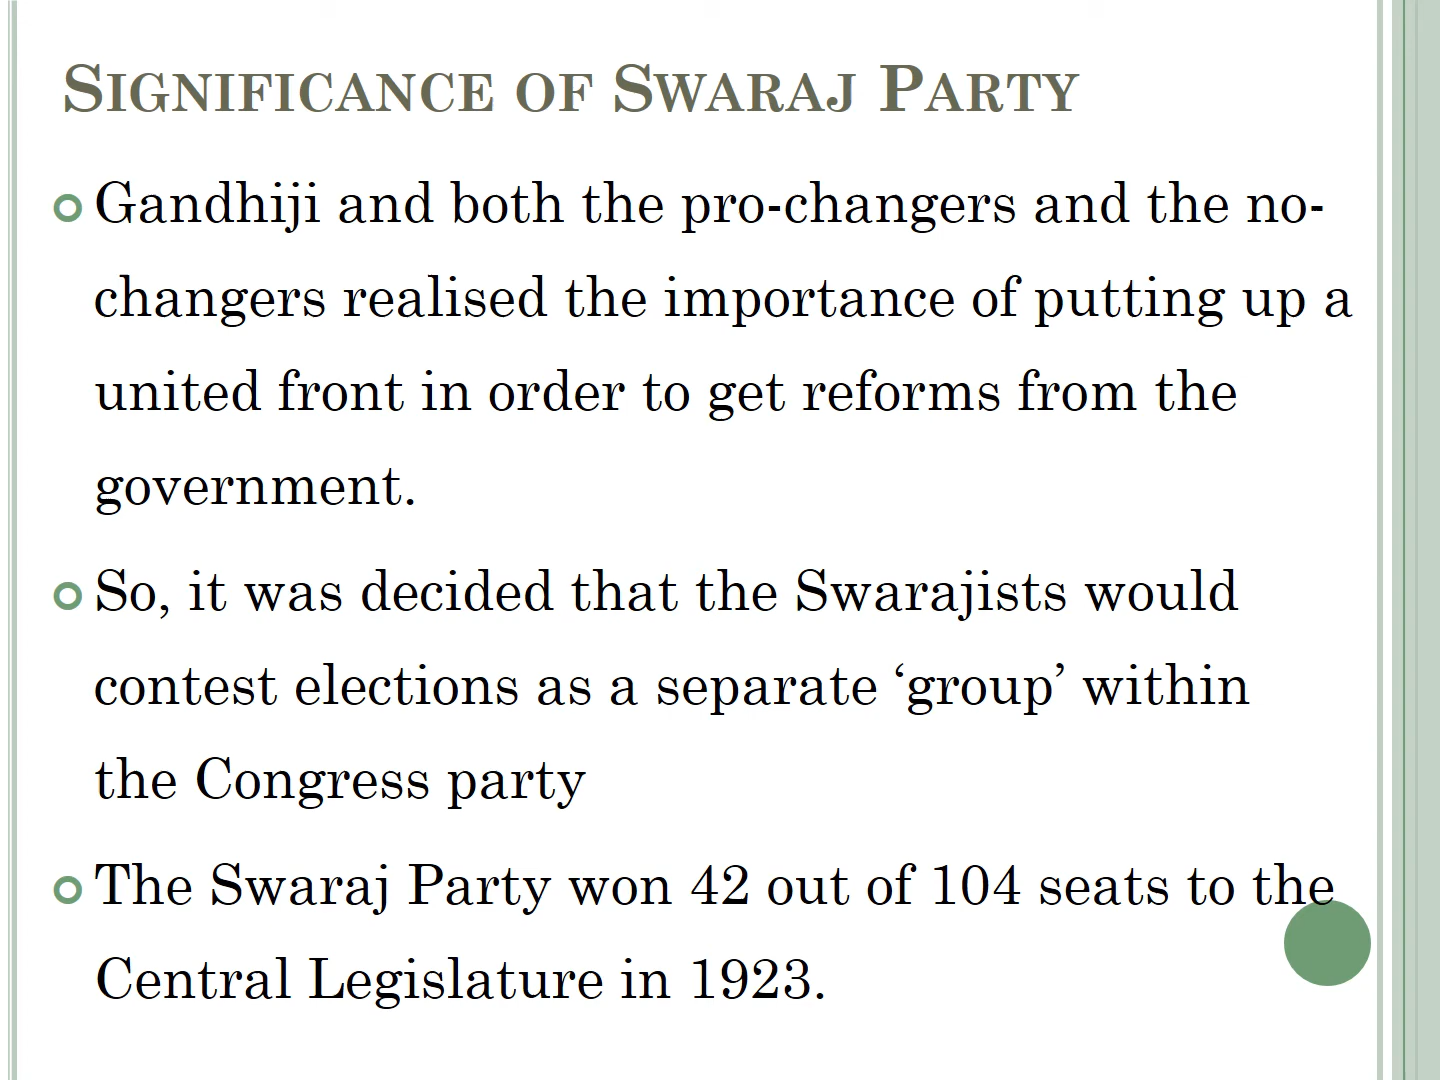 Significance of Swaraj Party
Gandhiji and both the pro-changers and the no-
changers realised the importance of putting up a
united front in order to get reforms from the
government.
So, it was decided that the Swarajists would
contest elections as a separate ‘group’ within
the Congress party
The Swaraj Party won 42 out of 104 seats to the
Central Legislature in 1923.